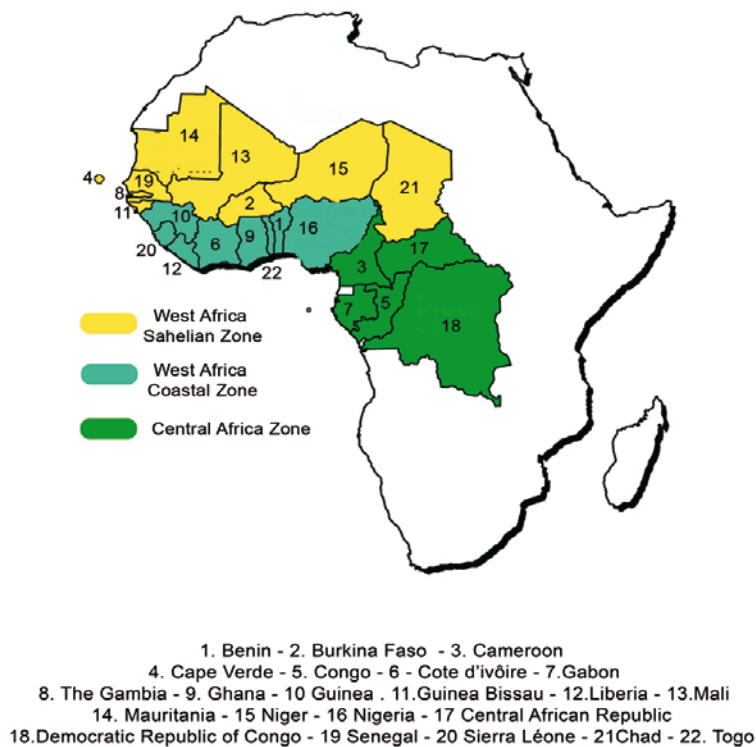 14
13
15
4
19
21
8
2
11
10
1
16
20
6
9
17
12
22
3
7
5
18
West Africa
Sahelian Zone
West Africa
Coastal Zone
Central Africa Zone
1. Benin - 2. Burkina Faso - 3. Cameroon
4. Cape Verde - 5. Congo - 6 - Cote d'ivôire - 7.Gabon
8. The Gambia - 9. Ghana - 10 Guinea . 11.Guinea Bissau - 12.Liberia - 13.Mali
14. Mauritania - 15 Niger - 16 Nigeria - 17 Central African Republic
18.Democratic Republic of Congo - 19 Senegal - 20 Sierra Léone - 21Chad - 22. Togo